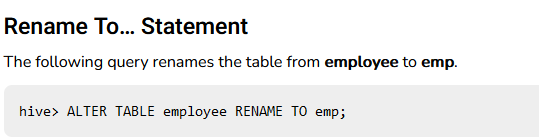 Rename To… Statement
The following query renames the table from employee to emp.
hive> ALTER TABLE employee RENAME TO emp;